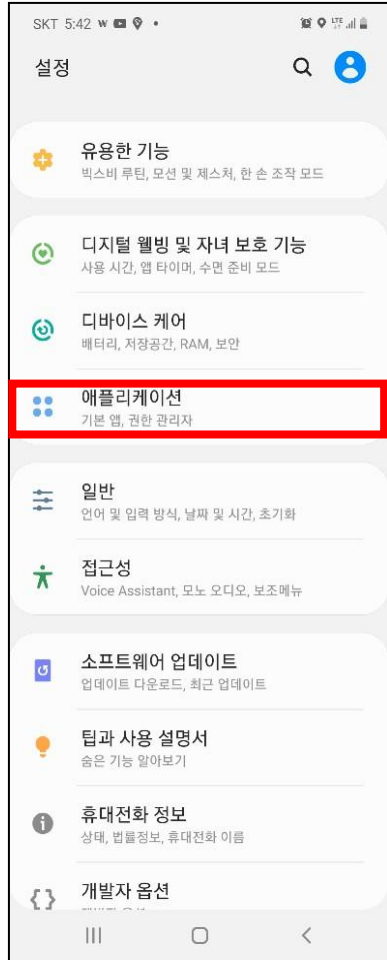 SKT 5:42 W
LTE
설정
유용한 기능
빅스비 루틴, 모션 및 제스처, 한 손 조작 모드
디지털 웰빙 및 자녀 보호 기능
사용 시간, 앱 타이머, 수면 준비 모드
디바이스 케어
배터리, 저장공간, RAM, 보안
애플리케이션
기본 앱, 권한 관리자
일반
언어 및 입력 방식, 날짜 및 시간, 초기화
접근성
Voice Assistant, 모노 오디오, 보조메뉴
소프트웨어 업데이트
업데이트 다운로드, 최근 업데이트
팁과 사용 설명서
숨은 기능 알아보기
휴대전화 정보
상태, 법률정보, 휴대전화 이름
개발자 옵션